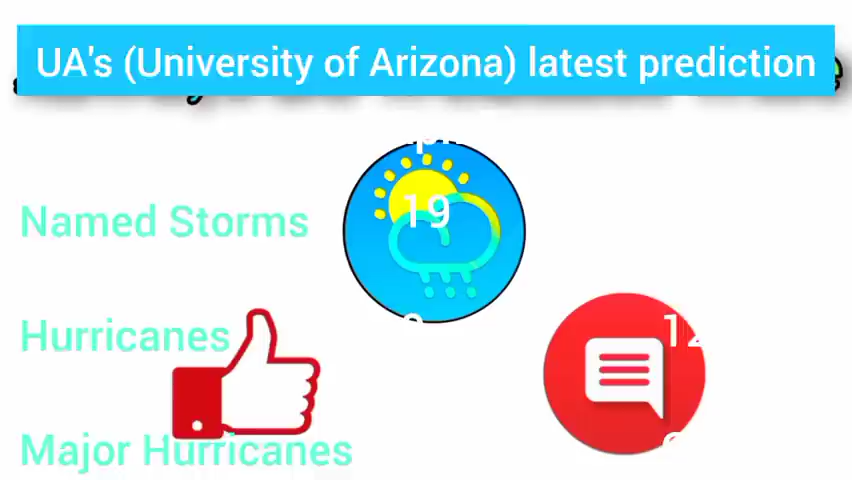 UA's (University of Arizona) latest prediction
Named Storms
19
Hurricanes
Major Hurricanes